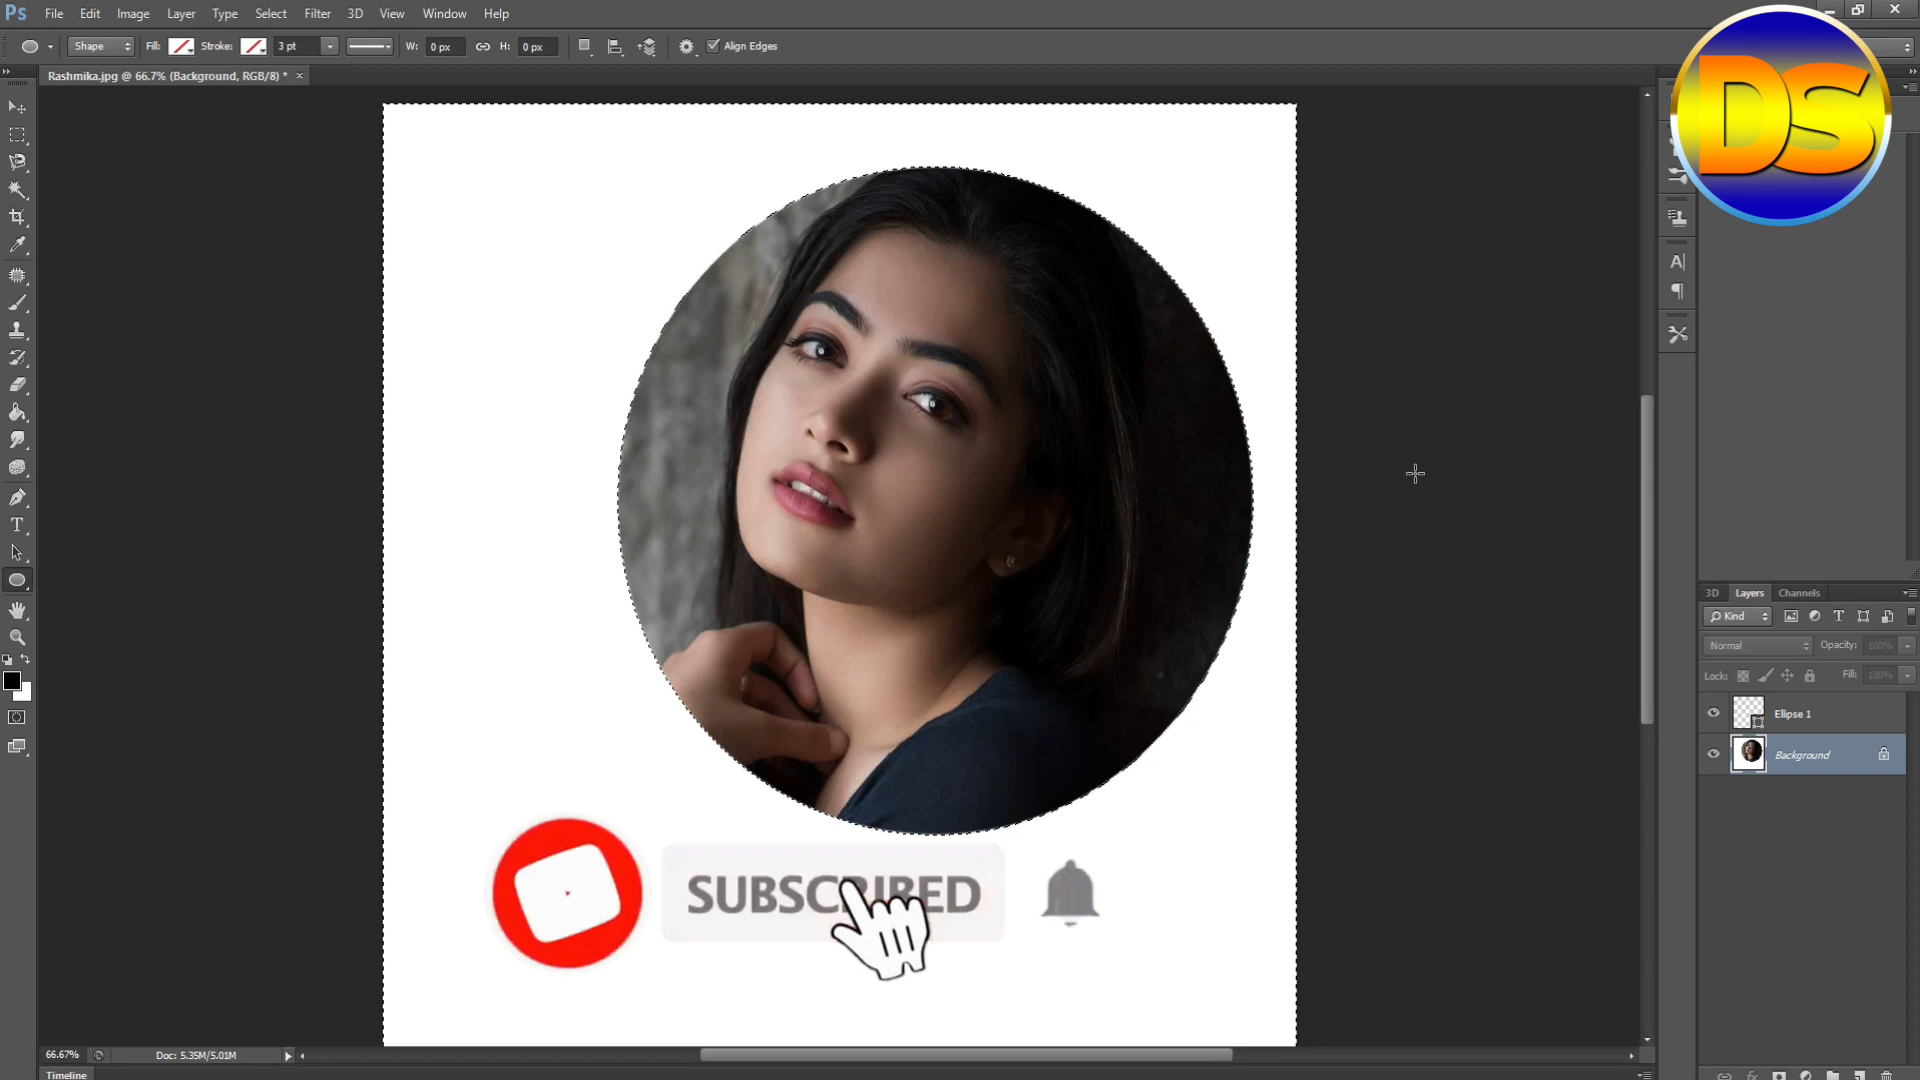 Ps File Edit Image Layer Type Select Filter 3D View Window Help
Shape Fill: Stroke: 3 pt W: 0 px H: 0 px Align Edges
Rashmika.jpg @ 66.7% (Background, RGB/8) * ×
DS
SUBSCRIBED
3D Layers Channels
Kind
Normal Opacity: 100%
Lock: Fill: 100%
Ellipse 1
Background
66.67% Doc: 5.35M/5.01M
Timeline